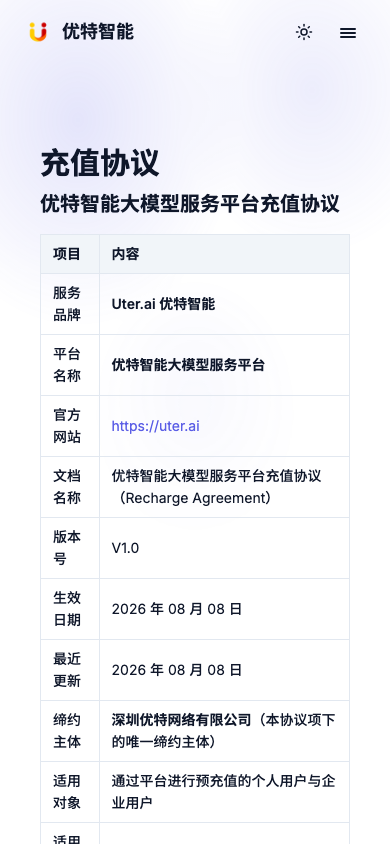 优特智能
充值协议
优特智能大模型服务平台充值协议
项目 内容
服务
品牌
Uter.ai 优特智能
平台
名称
优特智能大模型服务平台
官方
网站
https://uter.ai
文档
名称
优特智能大模型服务平台充值协议
（Recharge Agreement）
版本
号
V1.0
生效
日期
2026 年 08 月 08 日
最近
更新
2026 年 08 月 08 日
缔约
主体
深圳优特网络有限公司（本协议项下
的唯一缔约主体）
适用
对象
通过平台进行预充值的个人用户与企
业用户
适用